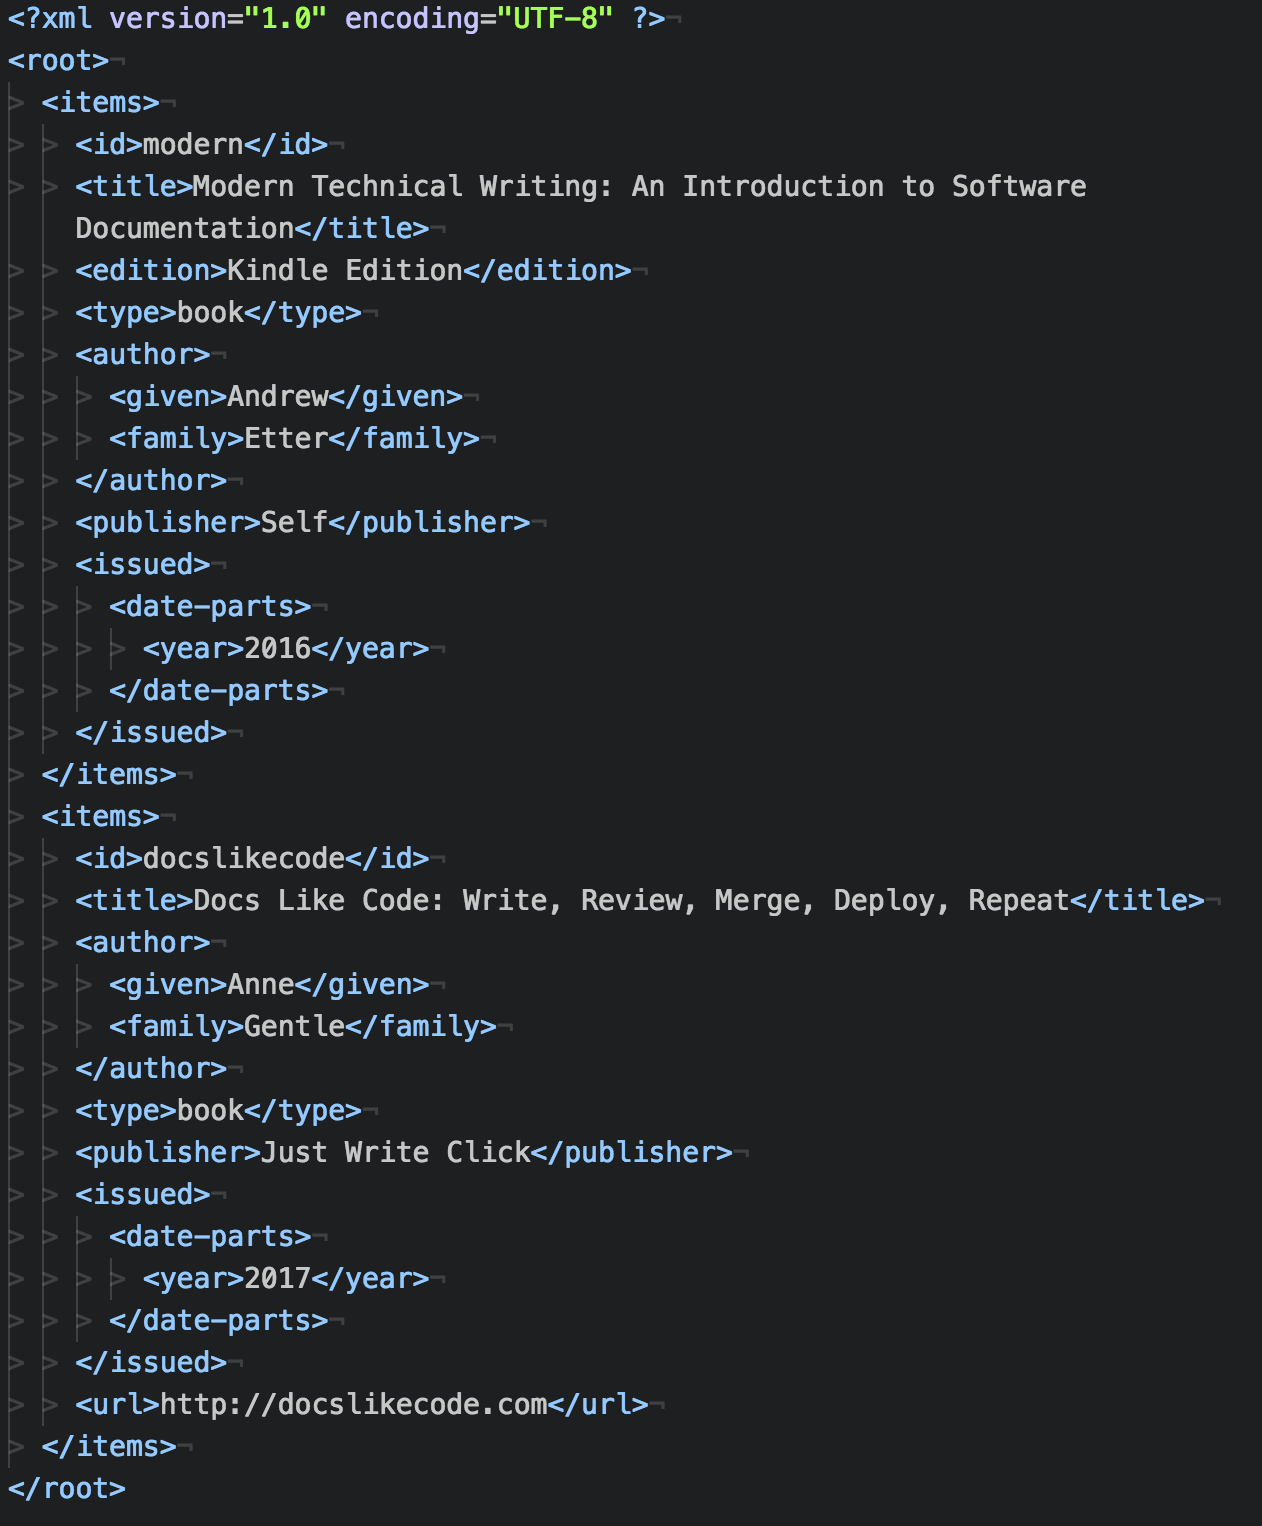 <?xml version="1.0" encoding="UTF-8" ?>
<root>
<items>
<id>modern</id>
<title>Modern Technical Writing: An Introduction to Software
Documentation</title>
<edition>Kindle Edition</edition>
<type>book</type>
<author>
<given>Andrew</given>
<family>Etter</family>
</author>
<publisher>Self</publisher>
<issued>
<date-parts>
<year>2016</year>
</date-parts>
</issued>
</items>
<items>
<id>docslikecode</id>
<title>Docs Like Code: Write, Review, Merge, Deploy, Repeat</title>
<author>
<given>Anne</given>
<family>Gentle</family>
</author>
<type>book</type>
<publisher>Just Write Click</publisher>
<issued>
<date-parts>
<year>2017</year>
</date-parts>
</issued>
<url>http://docslikecode.com</url>
</items>
</root>